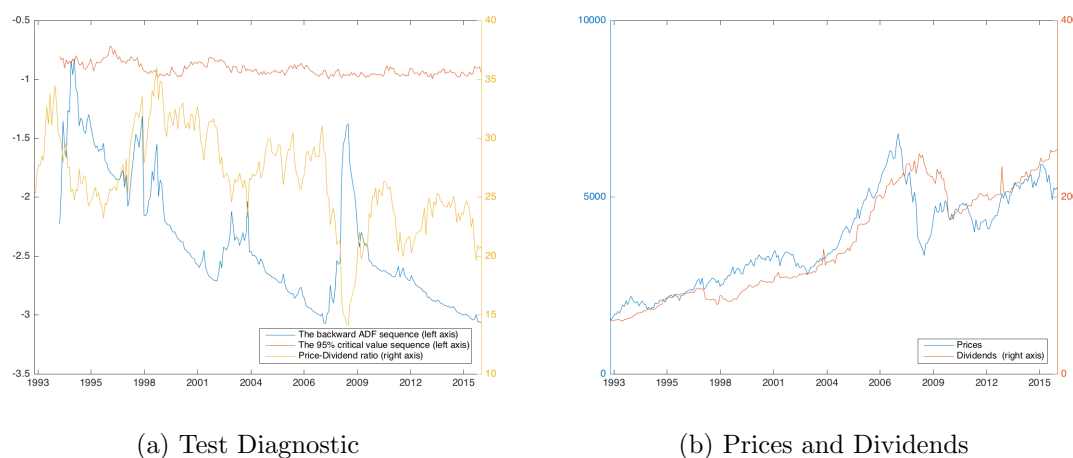 -0.5
-1
-1.5
-2
-2.5
-3
-3.5
40
35
30
25
20
15
10
The backward ADF sequence (left axis)
The 95% critical value sequence (left axis)
Price-Dividend ratio (right axis)
1993 1995 1998 2001 2004 2006 2009 2012 2015
(a) Test Diagnostic
10000
5000
0
400
200
0
Prices
Dividends (right axis)
1993 1995 1998 2001 2004 2006 2009 2012 2015
(b) Prices and Dividends